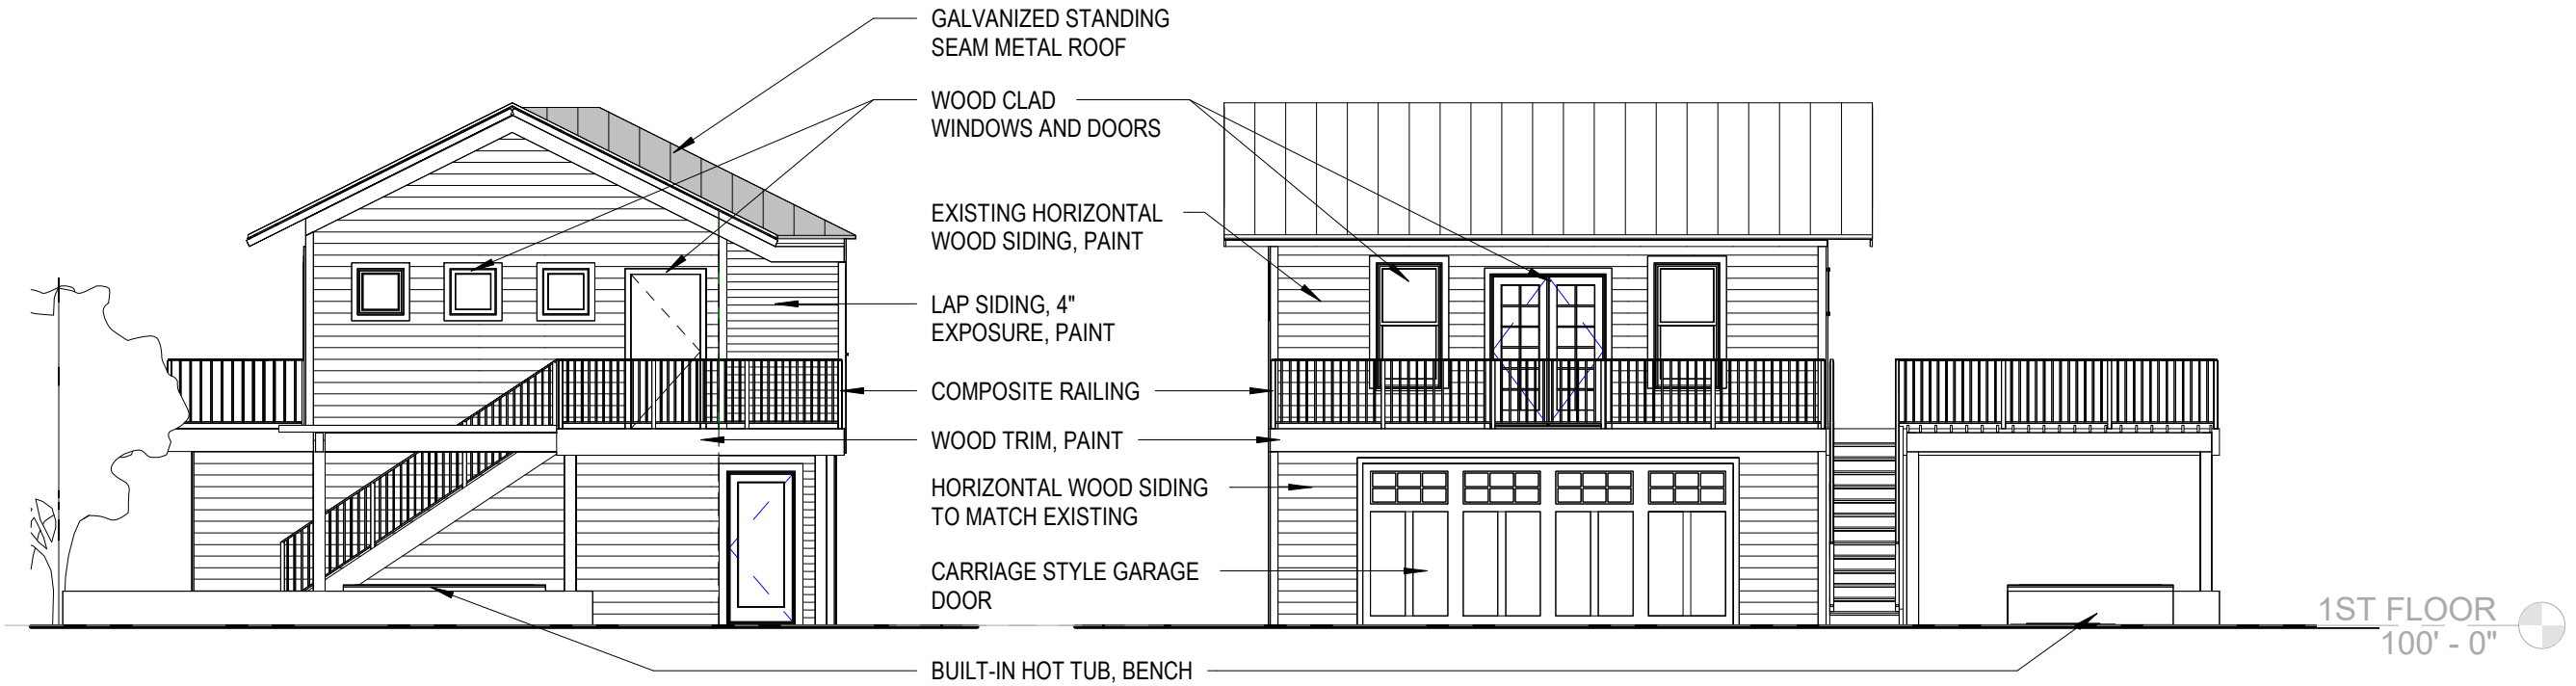 GALVANIZED STANDING
SEAM METAL ROOF
WOOD CLAD
WINDOWS AND DOORS
EXISTING HORIZONTAL
WOOD SIDING, PAINT
LAP SIDING, 4"
EXPOSURE, PAINT
COMPOSITE RAILING
WOOD TRIM, PAINT
HORIZONTAL WOOD SIDING
TO MATCH EXISTING
CARRIAGE STYLE GARAGE
DOOR
BUILT-IN HOT TUB, BENCH
1ST FLOOR
100' - 0"